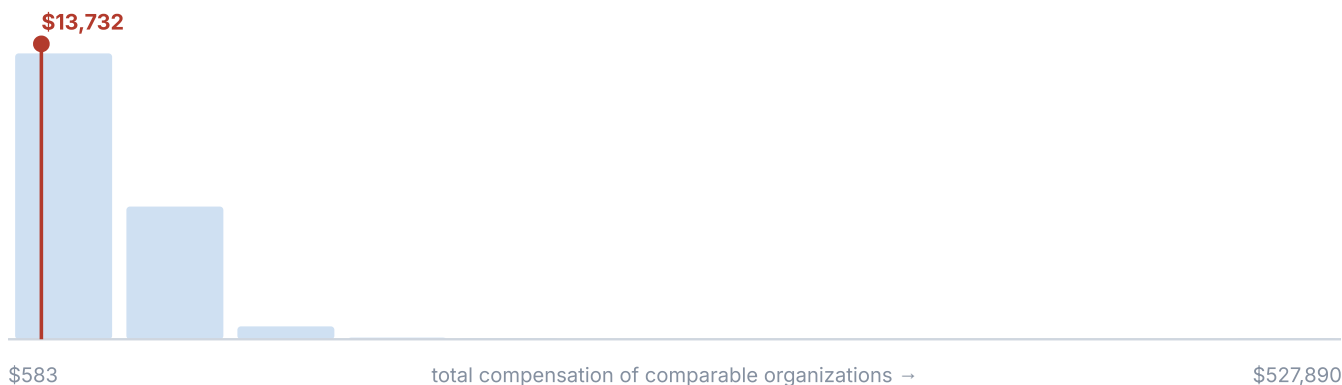 $13,732
$583 total compensation of comparable organizations → $527,890